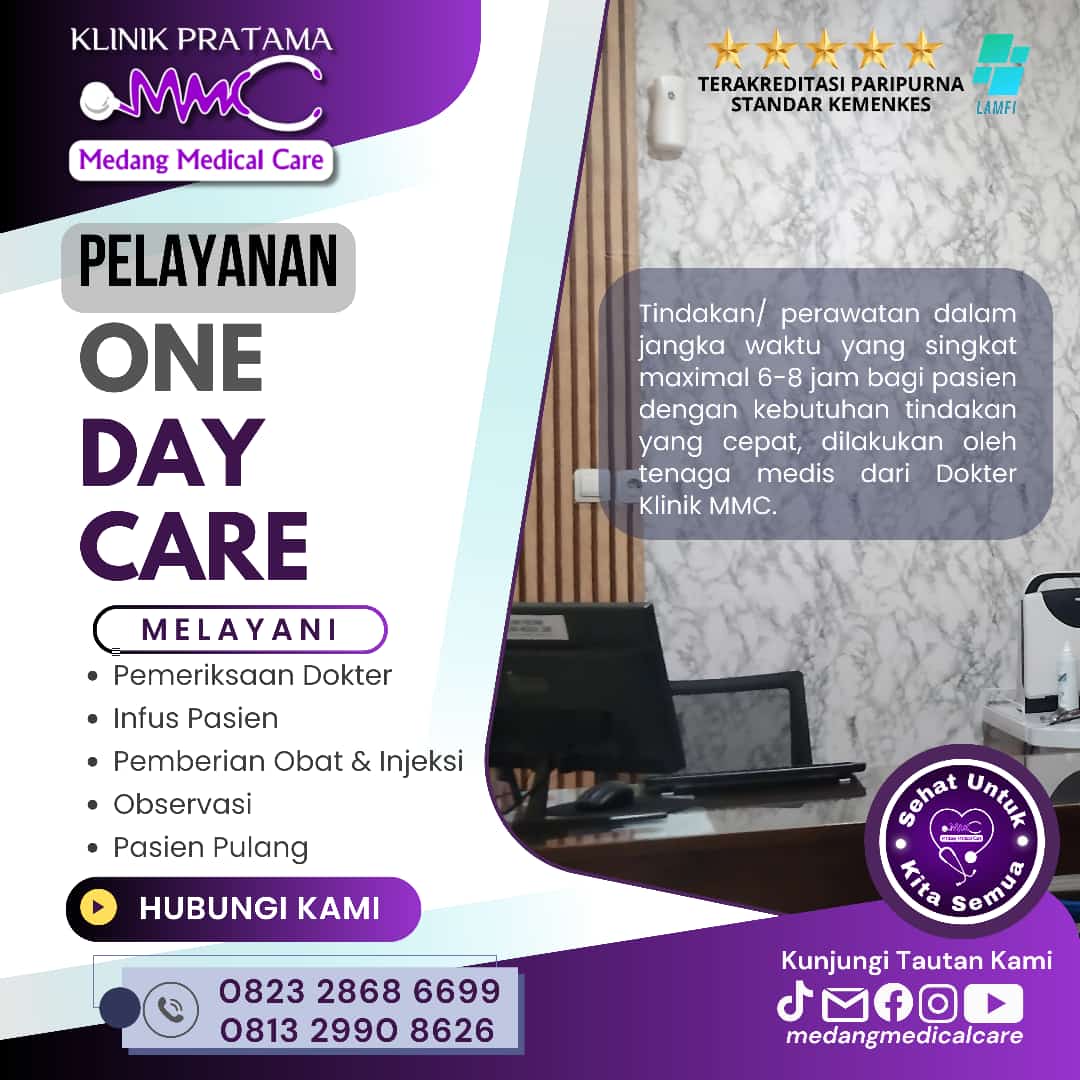 KLINIK PRATAMA
MMC
Medang Medical Care
TERAKREDITASI PARIPURNA
STANDAR KEMENKES
LAMFI
PELAYANAN
ONE
DAY
CARE
Tindakan/ perawatan dalam
jangka waktu yang singkat
maximal 6-8 jam bagi pasien
dengan kebutuhan tindakan
yang cepat, dilakukan oleh
tenaga medis dari Dokter
Klinik MMC.
MELAYANI
Pemeriksaan Dokter
Infus Pasien
Pemberian Obat & Injeksi
Observasi
Pasien Pulang
HUBUNGI KAMI
0823 2868 6699
0813 2990 8626
Sehat Untuk
MMC
Kita Semua
Kunjungi Tautan Kami
medangmedicalcare